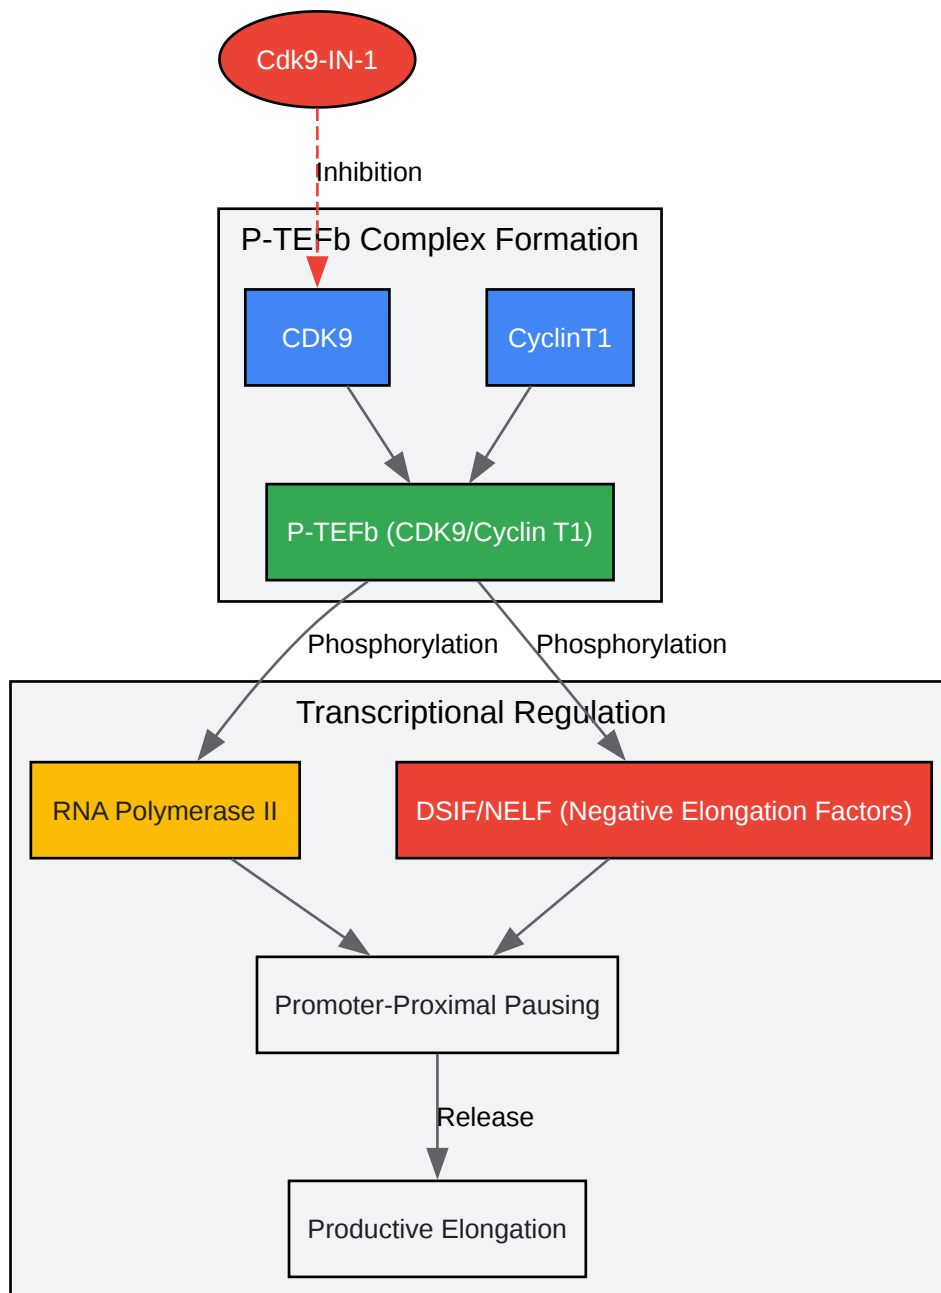 Cdk9-IN-1
Inhibition
P-TEFb Complex Formation
CDK9
CyclinT1
P-TEFb (CDK9/Cyclin T1)
Phosphorylation
Phosphorylation
Transcriptional Regulation
RNA Polymerase II
DSIF/NELF (Negative Elongation Factors)
Promoter-Proximal Pausing
Release
Productive Elongation